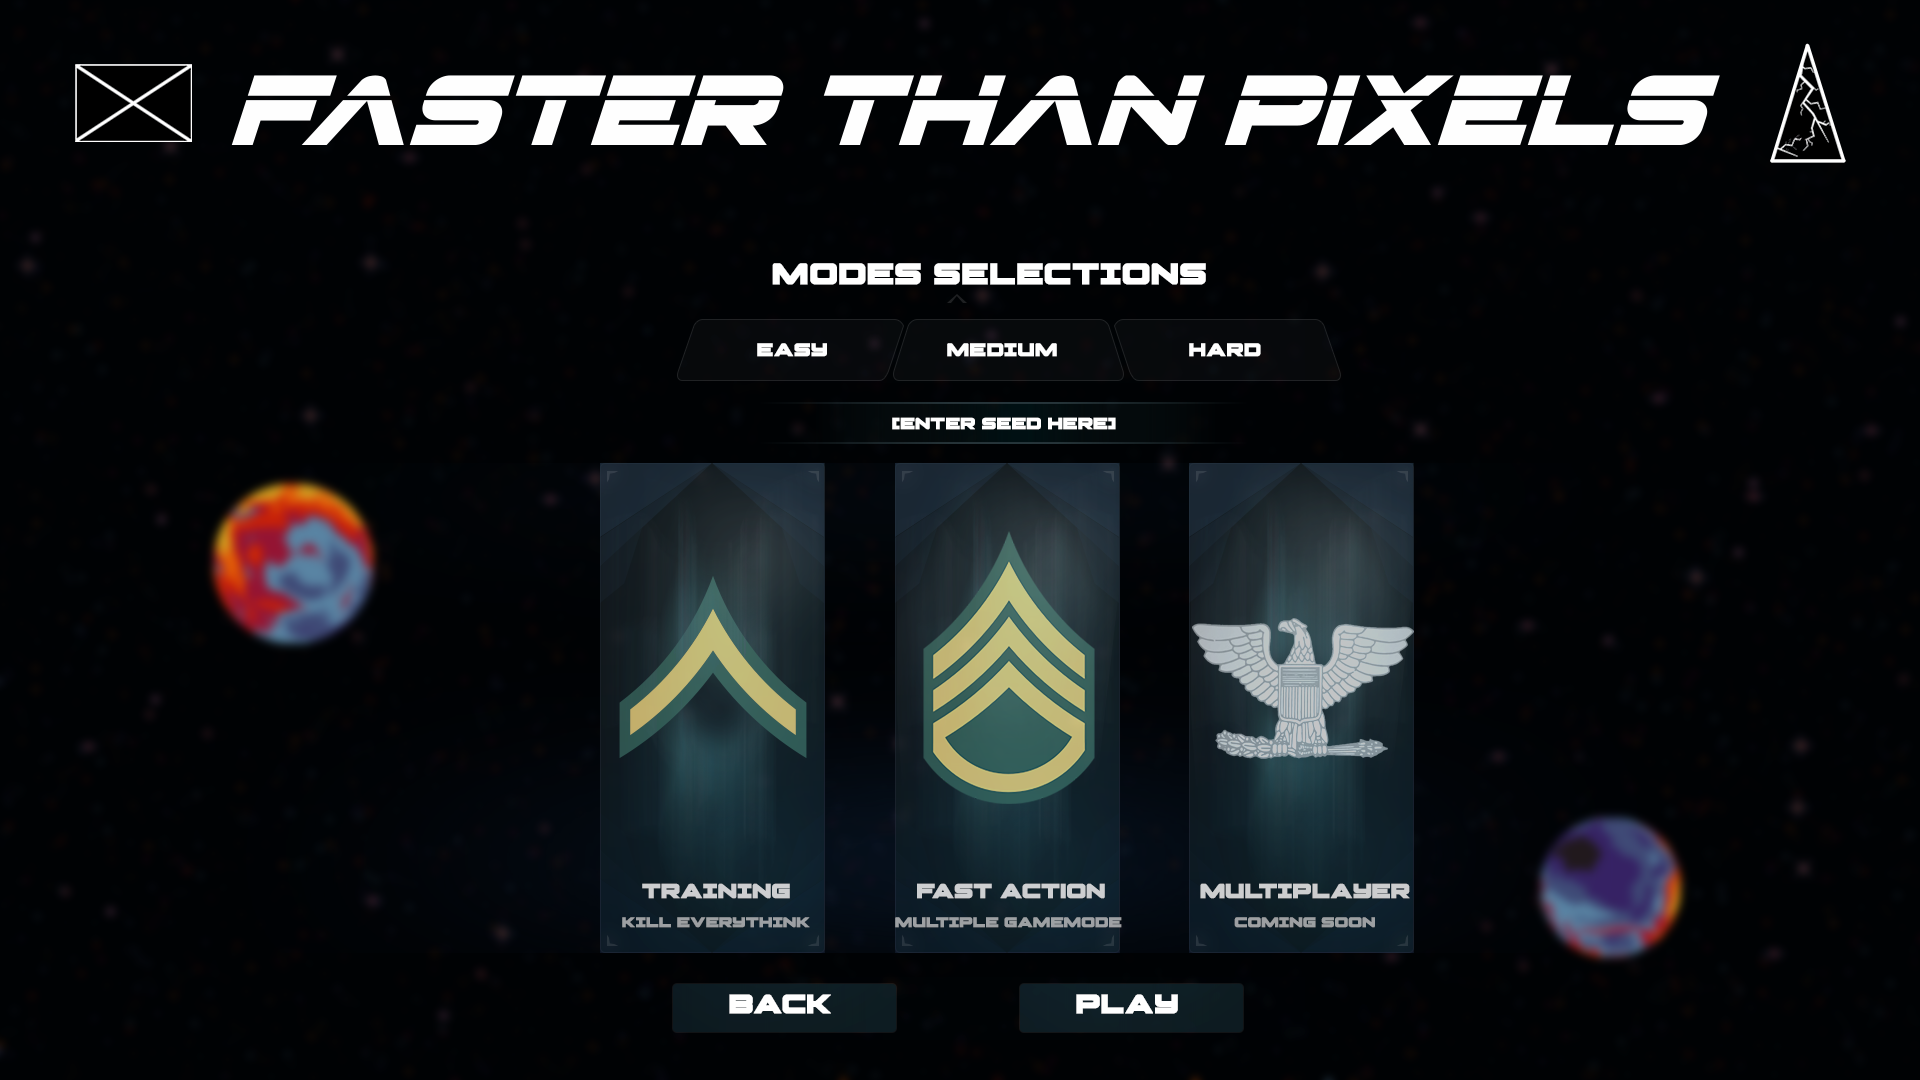 FASTER THAN PIXELS
MODES SELECTIONS
EASY MEDIUM HARD
[ENTER SEED HERE]
TRAINING FAST ACTION MULTIPLAYER
KILL EVERYTHINK MULTIPLE GAMEMODE COMING SOON
BACK PLAY